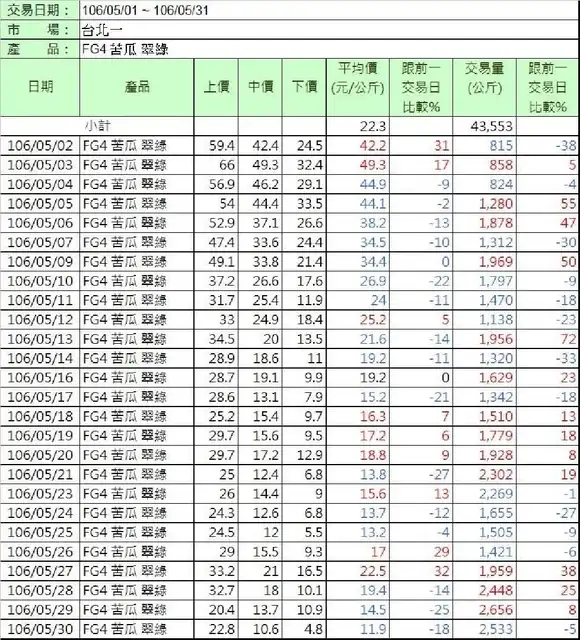 交易日期： 106/05/01 ~ 106/05/31
市　　場： 台北一
產　　品： FG4 苦瓜 翠綠
日期 產品 上價 中價 下價 平均價(元/公斤) 跟前一交易日比較% 交易量(公斤) 跟前一交易日比較%
小計 22.3 43,553
106/05/02 FG4 苦瓜 翠綠 59.4 42.4 24.5 42.2 31 815 -38
106/05/03 FG4 苦瓜 翠綠 66 49.3 32.4 49.3 17 858 5
106/05/04 FG4 苦瓜 翠綠 56.9 46.2 29.1 44.9 -9 824 -4
106/05/05 FG4 苦瓜 翠綠 54 44.4 33.5 44.1 -2 1,280 55
106/05/06 FG4 苦瓜 翠綠 52.9 37.1 26.6 38.2 -13 1,878 47
106/05/07 FG4 苦瓜 翠綠 47.4 33.6 24.4 34.5 -10 1,312 -30
106/05/09 FG4 苦瓜 翠綠 49.1 33.8 21.4 34.4 0 1,969 50
106/05/10 FG4 苦瓜 翠綠 37.2 26.6 17.6 26.9 -22 1,797 -9
106/05/11 FG4 苦瓜 翠綠 31.7 25.4 11.9 24 -11 1,470 -18
106/05/12 FG4 苦瓜 翠綠 33 24.9 18.4 25.2 5 1,138 -23
106/05/13 FG4 苦瓜 翠綠 34.5 20 13.5 21.6 -14 1,956 72
106/05/14 FG4 苦瓜 翠綠 28.9 18.6 11 19.2 -11 1,320 -33
106/05/16 FG4 苦瓜 翠綠 28.7 19.1 9.9 19.2 0 1,629 23
106/05/17 FG4 苦瓜 翠綠 28.6 13.1 7.9 15.2 -21 1,342 -18
106/05/18 FG4 苦瓜 翠綠 25.2 15.4 9.7 16.3 7 1,510 13
106/05/19 FG4 苦瓜 翠綠 29.7 15.6 9.5 17.2 6 1,779 18
106/05/20 FG4 苦瓜 翠綠 29.7 17.2 12.9 18.8 9 1,928 8
106/05/21 FG4 苦瓜 翠綠 25 12.4 6.8 13.8 -27 2,302 19
106/05/23 FG4 苦瓜 翠綠 26 14.4 9 15.6 13 2,269 -1
106/05/24 FG4 苦瓜 翠綠 24.3 12.6 6.8 13.7 -12 1,655 -27
106/05/25 FG4 苦瓜 翠綠 24.5 12 5.5 13.2 -4 1,505 -9
106/05/26 FG4 苦瓜 翠綠 29 15.5 9.3 17 29 1,421 -6
106/05/27 FG4 苦瓜 翠綠 33.2 21 16.5 22.5 32 1,959 38
106/05/28 FG4 苦瓜 翠綠 32.7 18 10.1 19.4 -14 2,448 25
106/05/29 FG4 苦瓜 翠綠 20.4 13.7 10.9 14.5 -25 2,656 8
106/05/30 FG4 苦瓜 翠綠 22.8 10.6 4.8 11.9 -18 2,533 -5